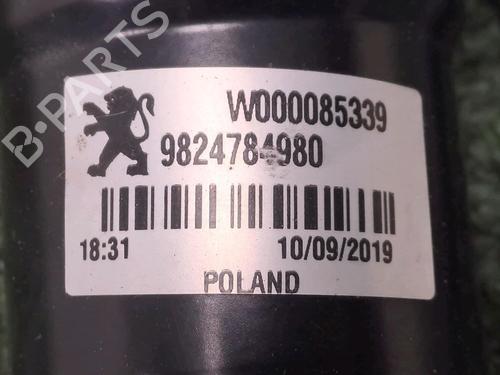 B-PARTS
W000085339
9824784980
18:31 10/09/2019
POLAND